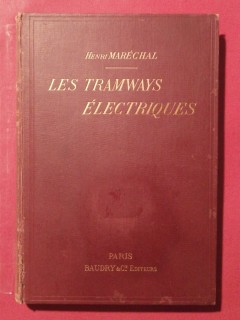 Henri MARÉCHAL
LES TRAMWAYS
ÉLECTRIQUES
PARIS
BAUDRY & Cie ÉDITEURS